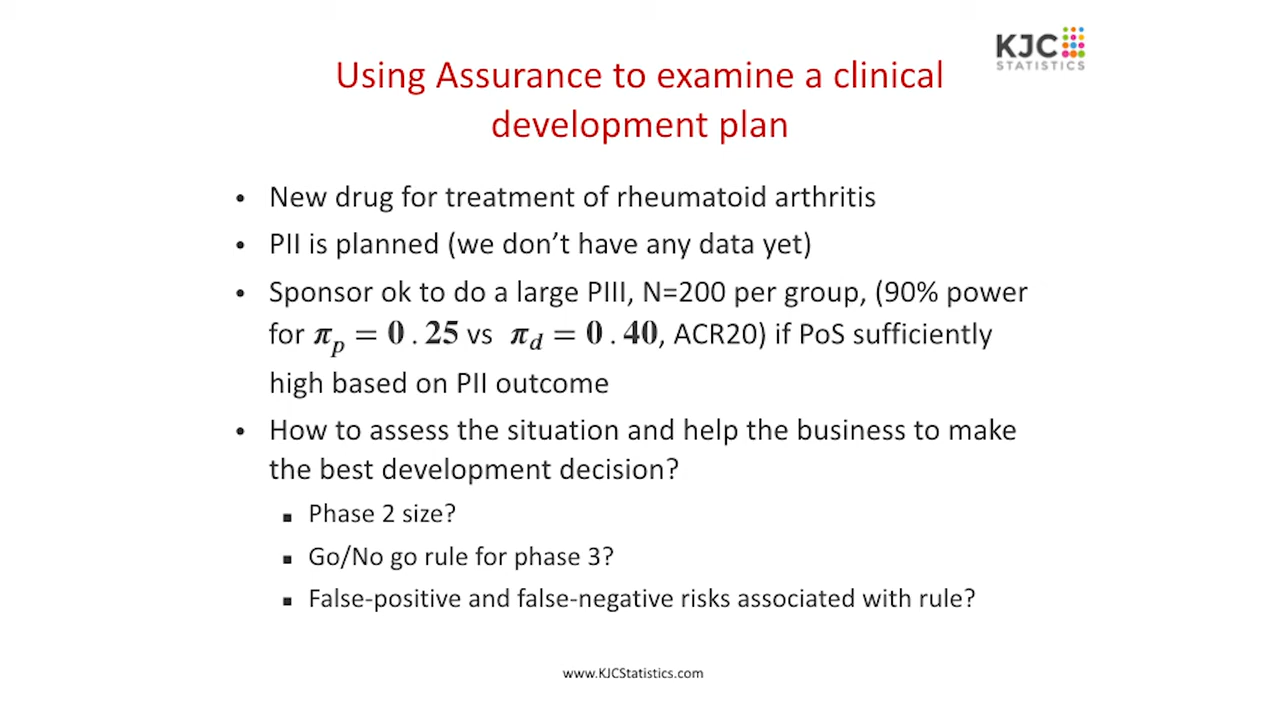 KJC
STATISTICS
Using Assurance to examine a clinical
development plan
• New drug for treatment of rheumatoid arthritis
• PII is planned (we don't have any data yet)
• Sponsor ok to do a large PIII, N=200 per group, (90% power
for π_p = 0.25 vs π_d = 0.40, ACR20) if PoS sufficiently
high based on PII outcome
• How to assess the situation and help the business to make
the best development decision?
▪ Phase 2 size?
▪ Go/No go rule for phase 3?
▪ False-positive and false-negative risks associated with rule?
www.KJCStatistics.com